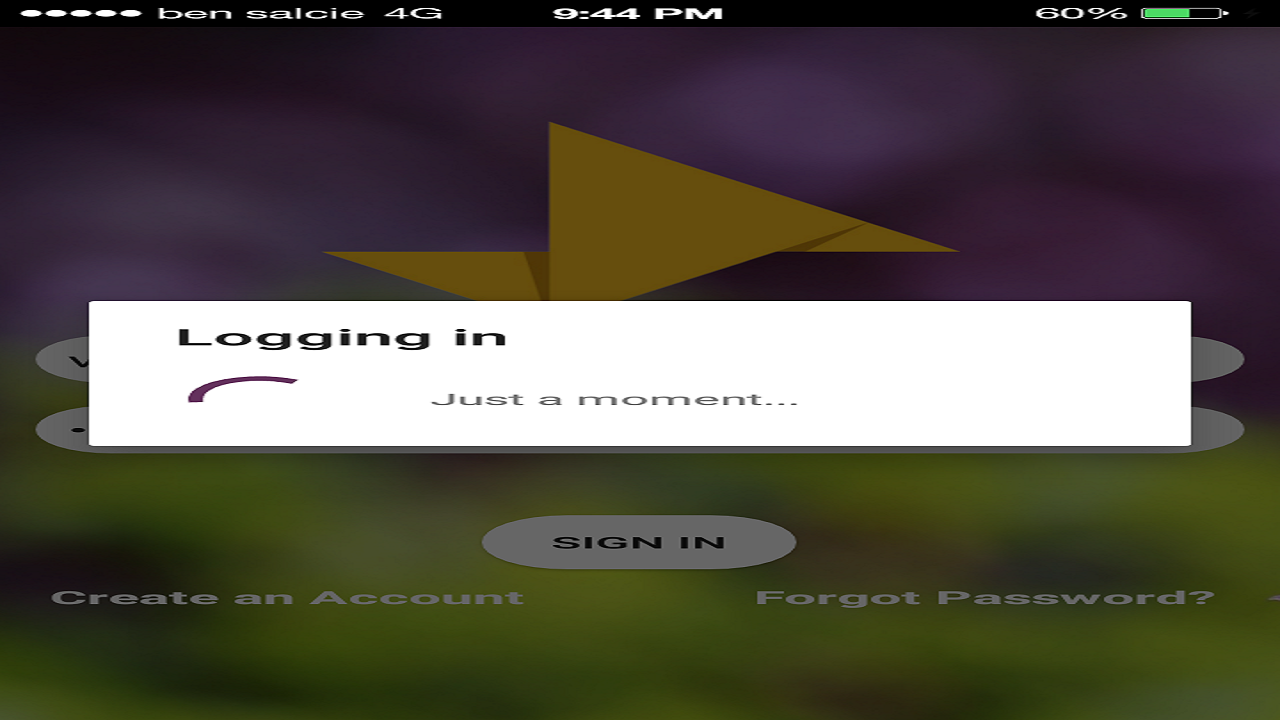 ben salcie 4G 9:44 PM 60%
Logging in
Just a moment...
SIGN IN
Create an Account Forgot Password?